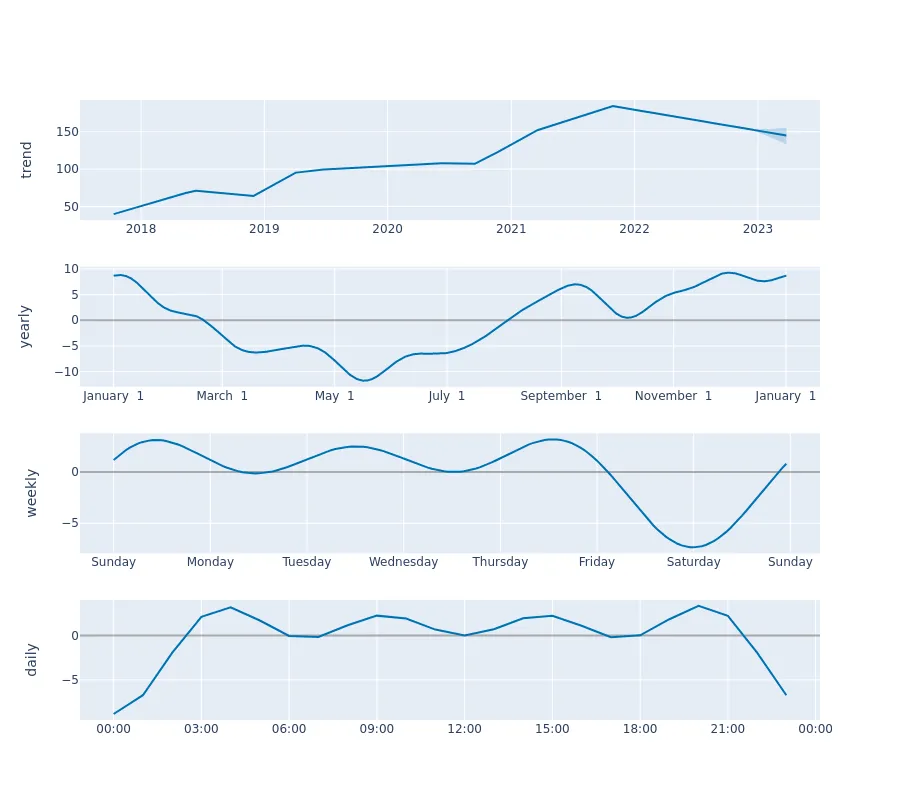 trend
150
100
50
2018 2019 2020 2021 2022 2023
yearly
10
5
0
−5
−10
January 1 March 1 May 1 July 1 September 1 November 1 January 1
weekly
0
−5
Sunday Monday Tuesday Wednesday Thursday Friday Saturday Sunday
daily
0
−5
00:00 03:00 06:00 09:00 12:00 15:00 18:00 21:00 00:00